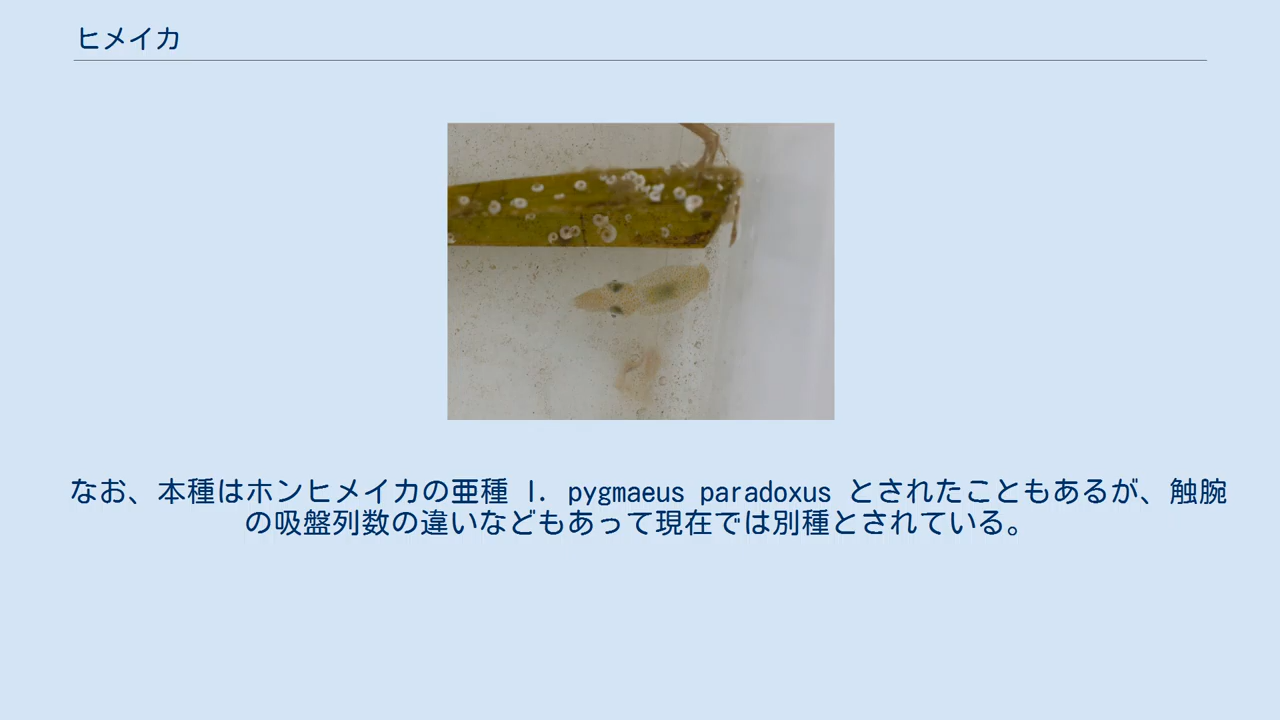 ヒメイカ
なお、本種はホンヒメイカの亜種 I. pygmaeus paradoxus とされたこともあるが、触腕
の吸盤列数の違いなどもあって現在では別種とされている。